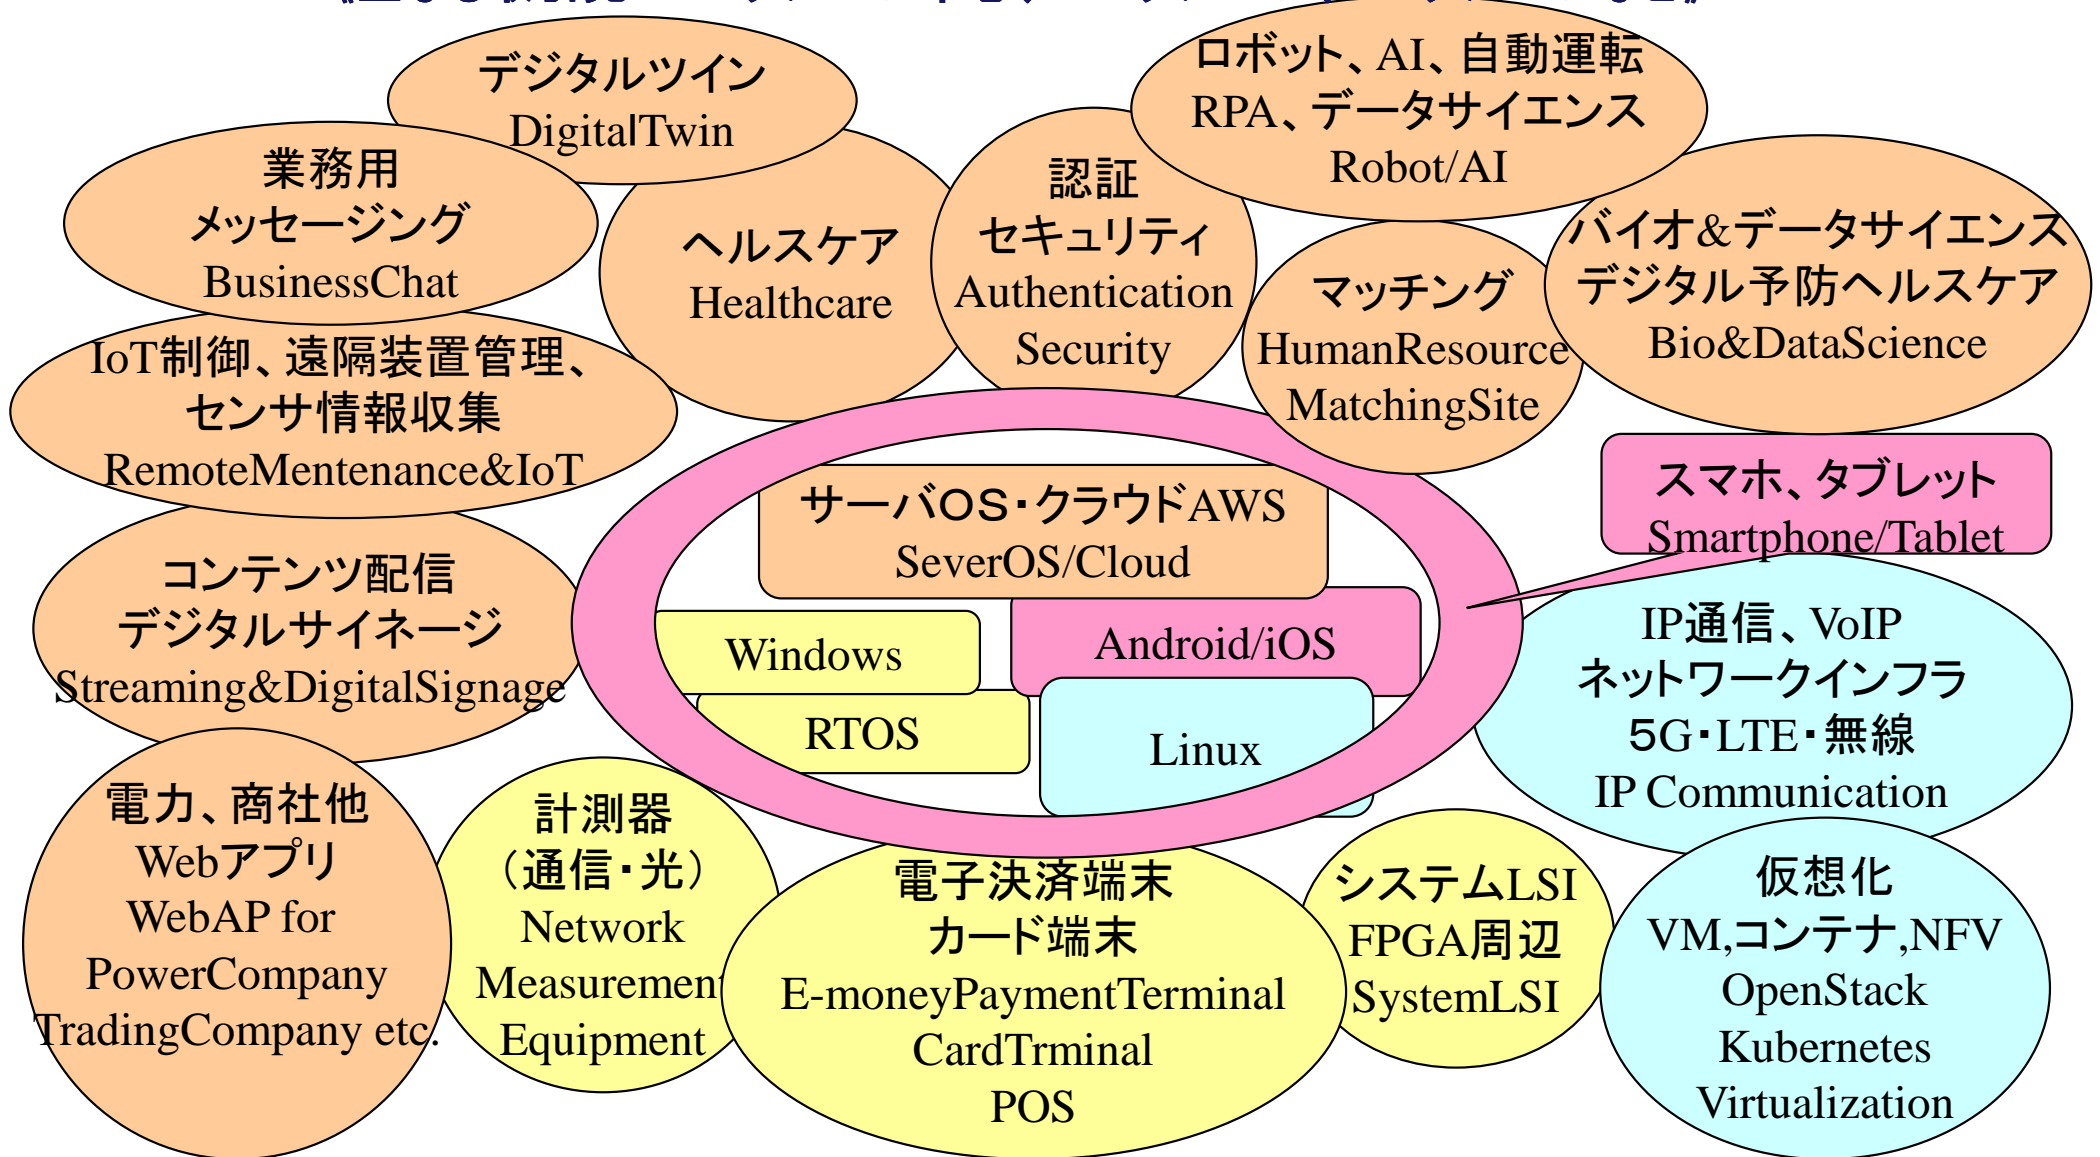 デジタルツイン
DigitalTwin
ロボット、AI、自動運転
RPA、データサイエンス
Robot/AI
業務用
メッセージング
BusinessChat
ヘルスケア
Healthcare
認証
セキュリティ
Authentication
Security
マッチング
HumanResource
MatchingSite
バイオ&データサイエンス
デジタル予防ヘルスケア
Bio&DataScience
IoT制御、遠隔装置管理、
センサ情報収集
RemoteMentenance&IoT
スマホ、タブレット
Smartphone/Tablet
サーバOS・クラウドAWS
SeverOS/Cloud
Windows
Android/iOS
RTOS
Linux
コンテンツ配信
デジタルサイネージ
Streaming&DigitalSignage
IP通信、VoIP
ネットワークインフラ
5G・LTE・無線
IP Communication
電力、商社他
Webアプリ
WebAP for
PowerCompany
TradingCompany etc.
計測器
（通信・光）
Network
Measurement
Equipment
電子決済端末
カード端末
E-moneyPaymentTerminal
CardTrminal
POS
システムLSI
FPGA周辺
SystemLSI
仮想化
VM,コンテナ,NFV
OpenStack
Kubernetes
Virtualization